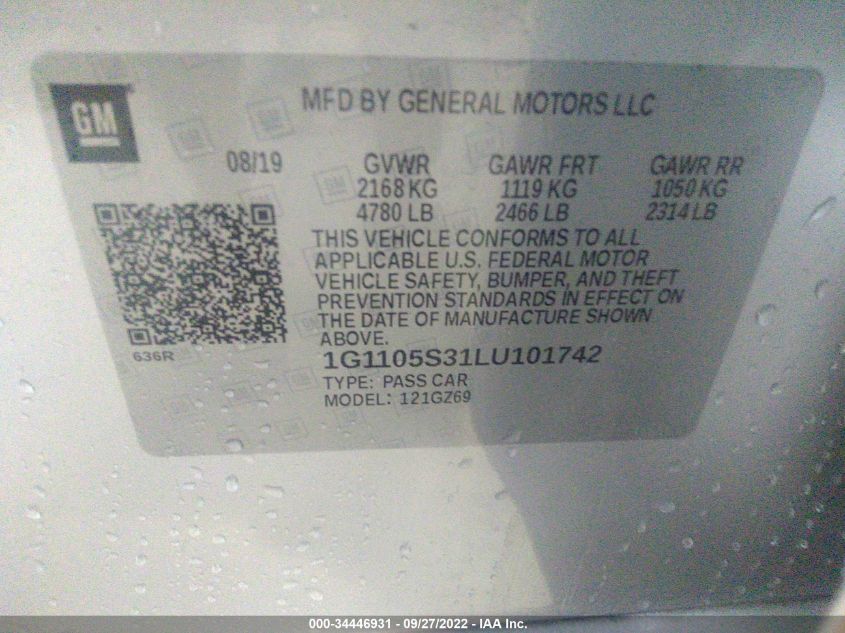 GM
MFD BY GENERAL MOTORS LLC
08/19 GVWR GAWR FRT GAWR RR
2168 KG 1119 KG 1050 KG
4780 LB 2466 LB 2314 LB
THIS VEHICLE CONFORMS TO ALL
APPLICABLE U.S. FEDERAL MOTOR
VEHICLE SAFETY, BUMPER, AND THEFT
PREVENTION STANDARDS IN EFFECT ON
THE DATE OF MANUFACTURE SHOWN
ABOVE.
636R
1G1105S31LU101742
TYPE: PASS CAR
MODEL: 121GZ69
000-34446931 - 09/27/2022 - IAA Inc.